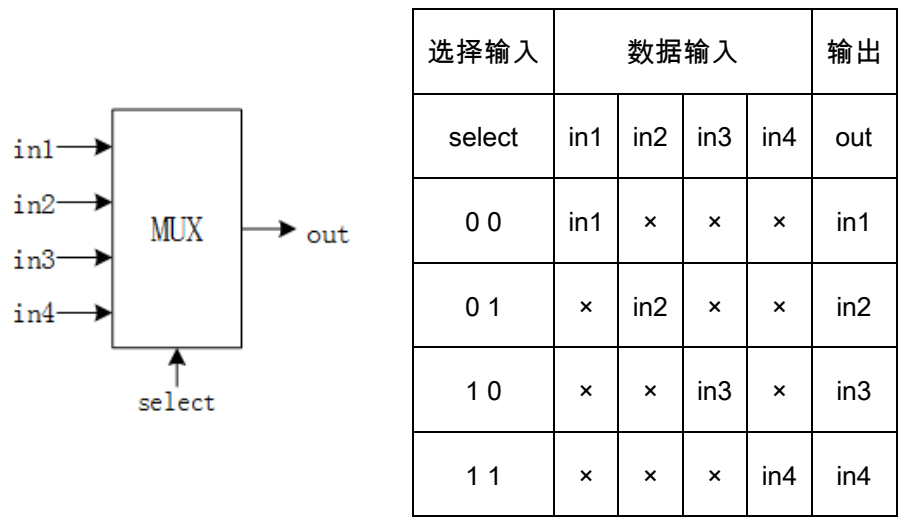 in1
in2
in3
in4
MUX
out
select
选择输入 数据输入 输出
select in1 in2 in3 in4 out
0 0 in1 × × × in1
0 1 × in2 × × in2
1 0 × × in3 × in3
1 1 × × × in4 in4